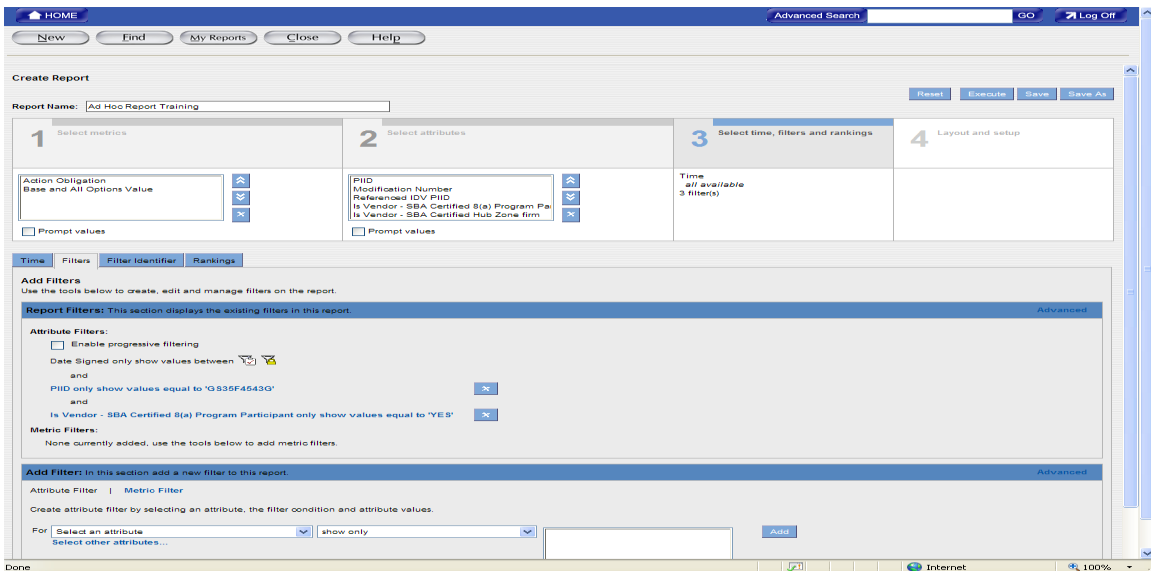 HOME
Advanced Search GO Log Off
New Find My Reports Close Help
Create Report
Reset Execute Save Save As
Report Name: Ad Hoc Report Training
1 Select metrics
2 Select attributes
3 Select time, filters and rankings
4 Layout and setup
Action Obligation
Base and All Options Value
Prompt values
PIID
Modification Number
Referenced IDV PIID
Is Vendor - SBA Certified 8(a) Program Pa
Is Vendor - SBA Certified Hub Zone firm
Prompt values
Time
all available
3 filter(s)
Time Filters Filter Identifier Rankings
Add Filters
Use the tools below to create, edit and manage filters on the report.
Report Filters: This section displays the existing filters in this report. Advanced
Attribute Filters:
Enable progressive filtering
Date Signed only show values between
and
PIID only show values equal to 'GS35F4543G'
and
Is Vendor - SBA Certified 8(a) Program Participant only show values equal to 'YES'
Metric Filters:
None currently added, use the tools below to add metric filters.
Add Filter: In this section add a new filter to this report. Advanced
Attribute Filter | Metric Filter
Create attribute filter by selecting an attribute, the filter condition and attribute values.
For Select an attribute show only Add
Select other attributes...
Done Internet 100%